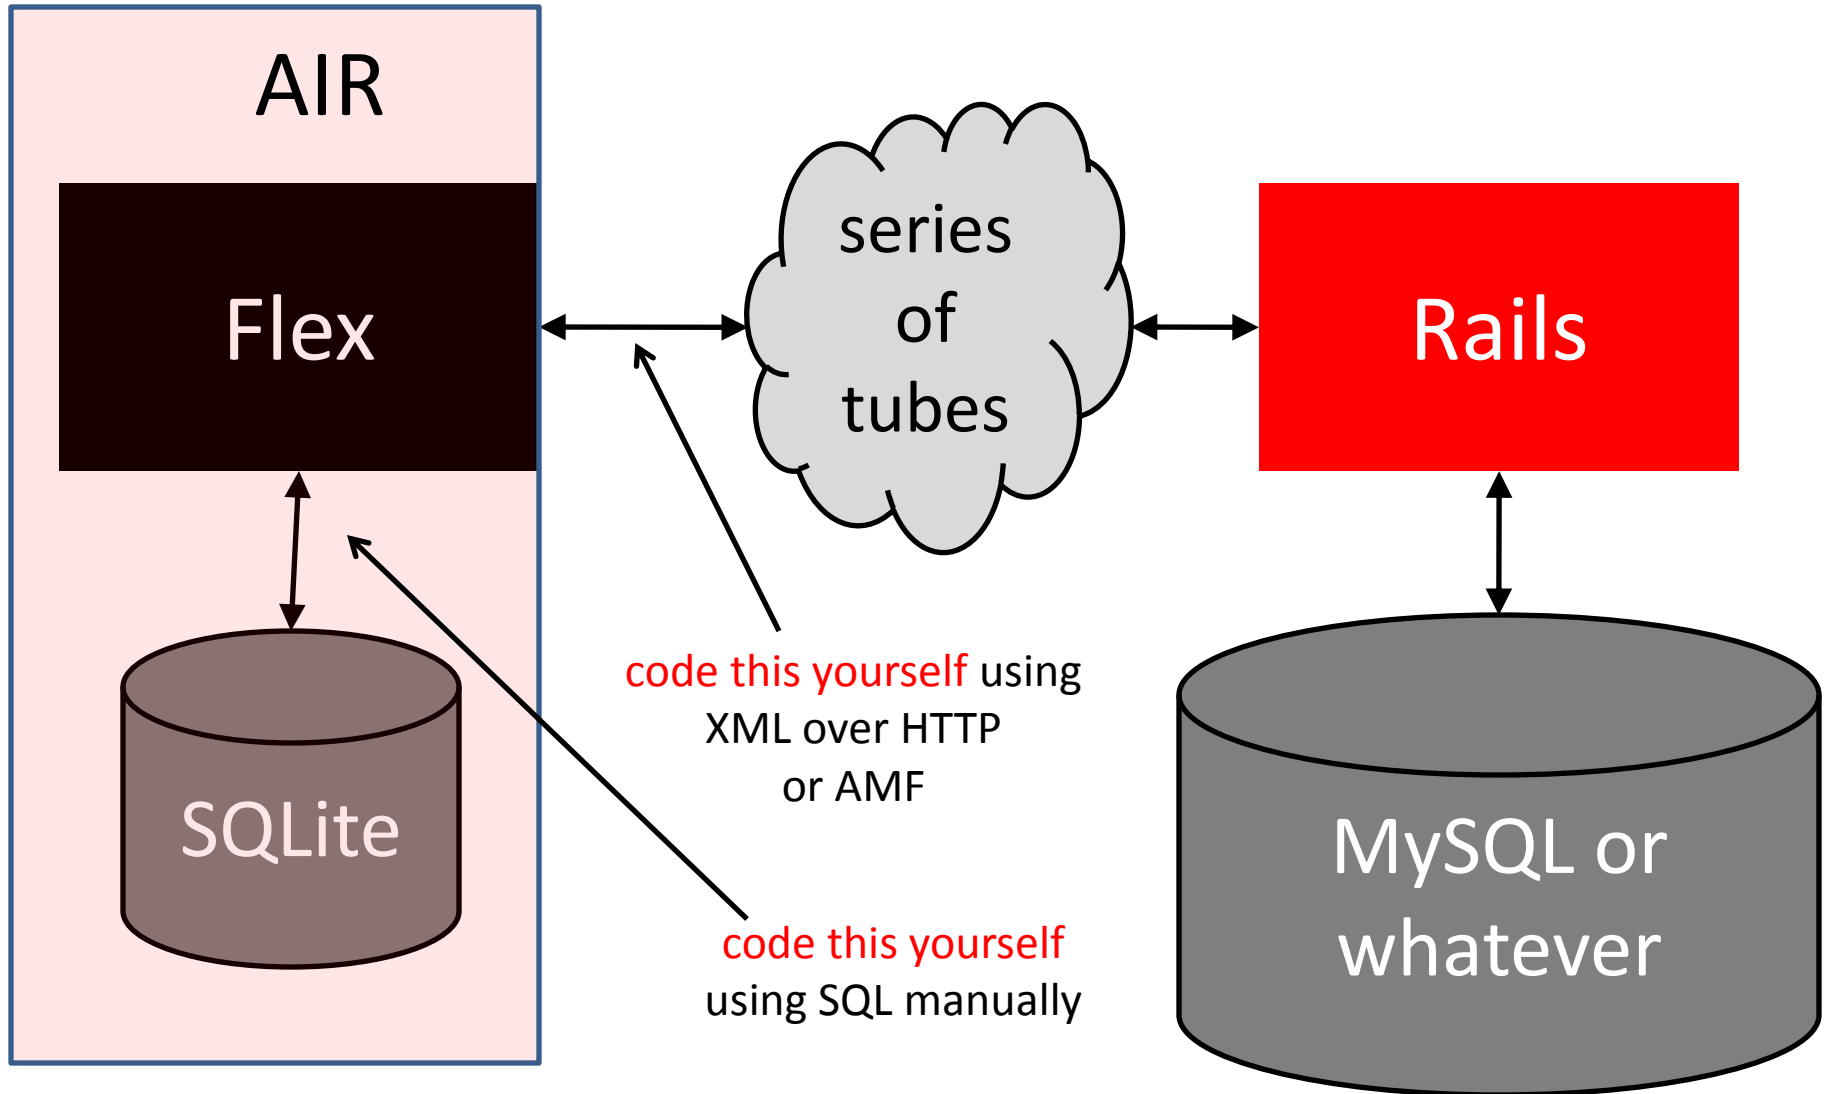 AIR
Flex
SQLite
series
of
tubes
code this yourself using
XML over HTTP
or AMF
code this yourself
using SQL manually
Rails
MySQL or
whatever